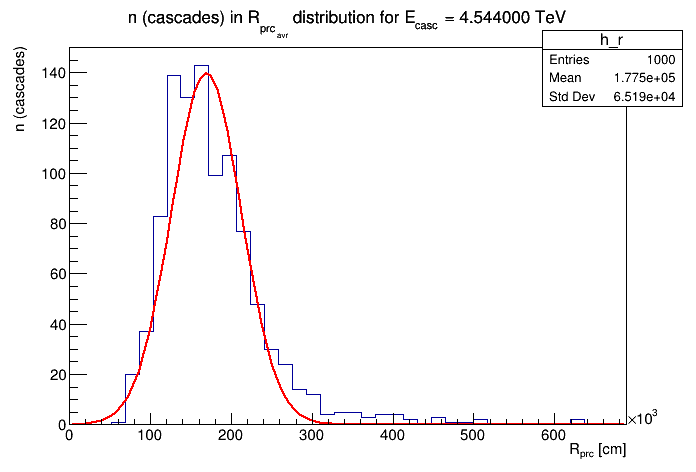 n (cascades) in R_prc_avr distribution for E_casc = 4.544000 TeV
h_r
Entries 1000
Mean 1.775e+05
Std Dev 6.519e+04
n (cascades)
140
120
100
80
60
40
20
0
0 100 200 300 400 500 600
×10³
R_prc [cm]